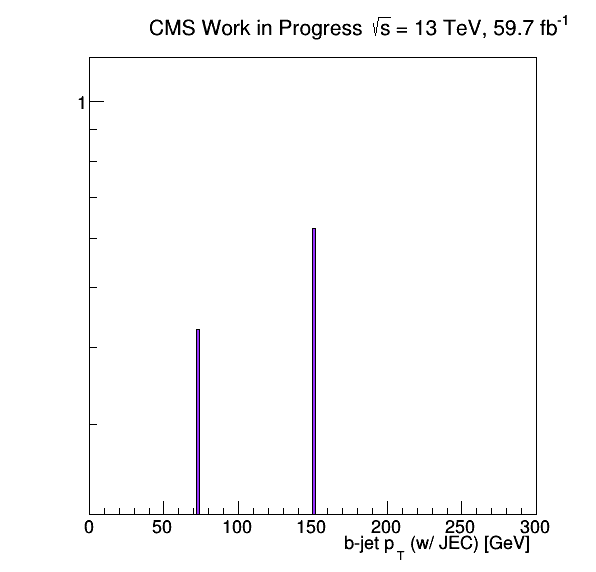 CMS Work in Progress √s = 13 TeV, 59.7 fb⁻¹
1
0 50 100 150 200 250 300
b-jet p_T (w/ JEC) [GeV]